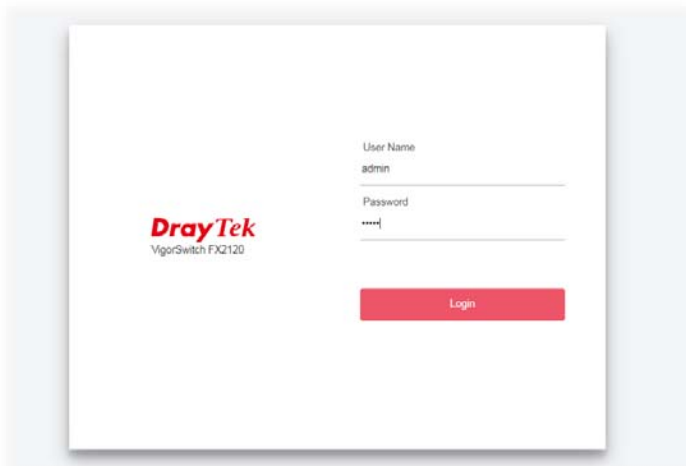 User Name
admin
Password
•••••
DrayTek
VigorSwitch FX2120
Login